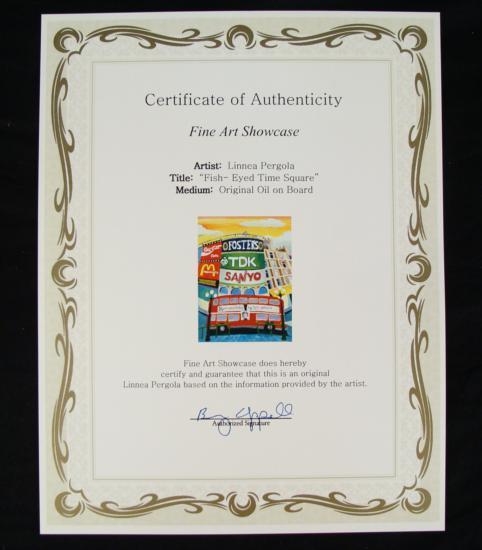 Certificate of Authenticity
Fine Art Showcase
Artist: Linnea Pergola
Title: "Fish- Eyed Time Square"
Medium: Original Oil on Board
FOSTERS
TDK
SANYO
Fine Art Showcase does hereby
certify and guarantee that this is an original
Linnea Pergola based on the information provided by the artist.
Authorized Signature